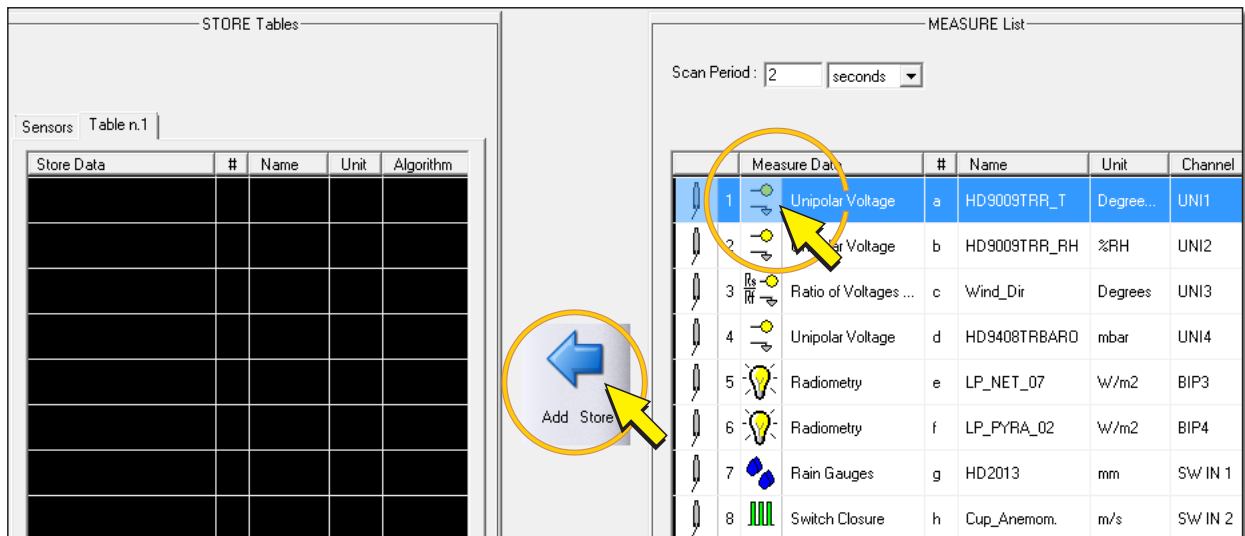 STORE Tables
Sensors Table n.1
Store Data # Name Unit Algorithm
Add Store
MEASURE List
Scan Period : 2 seconds
Measure Data # Name Unit Channel
1 Unipolar Voltage a HD9009TRR_T Degree... UNI1
2 Voltage b HD9009TRR_RH %RH UNI2
3 Rs Rf Ratio of Voltages ... c Wind_Dir Degrees UNI3
4 Unipolar Voltage d HD9408TRBARO mbar UNI4
5 Radiometry e LP_NET_07 W/m2 BIP3
6 Radiometry f LP_PYRA_02 W/m2 BIP4
7 Rain Gauges g HD2013 mm SW IN 1
8 Switch Closure h Cup_Anemom. m/s SW IN 2